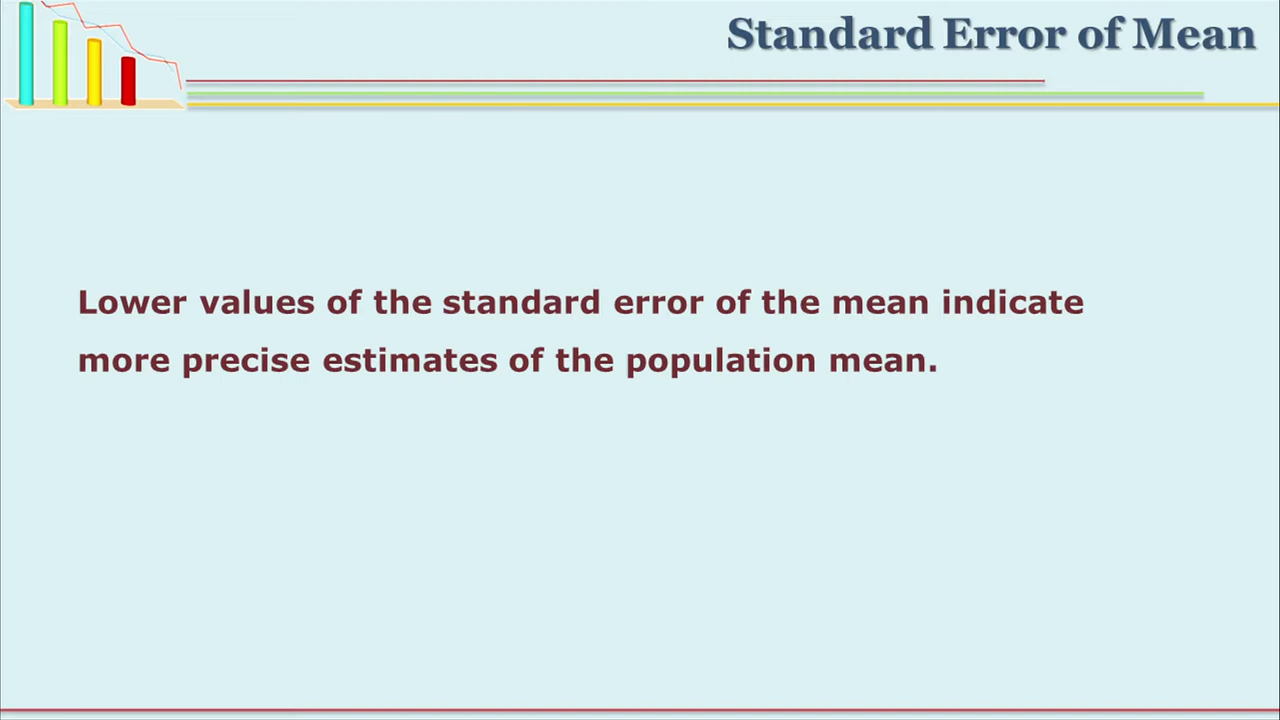 Standard Error of Mean
Lower values of the standard error of the mean indicate
more precise estimates of the population mean.